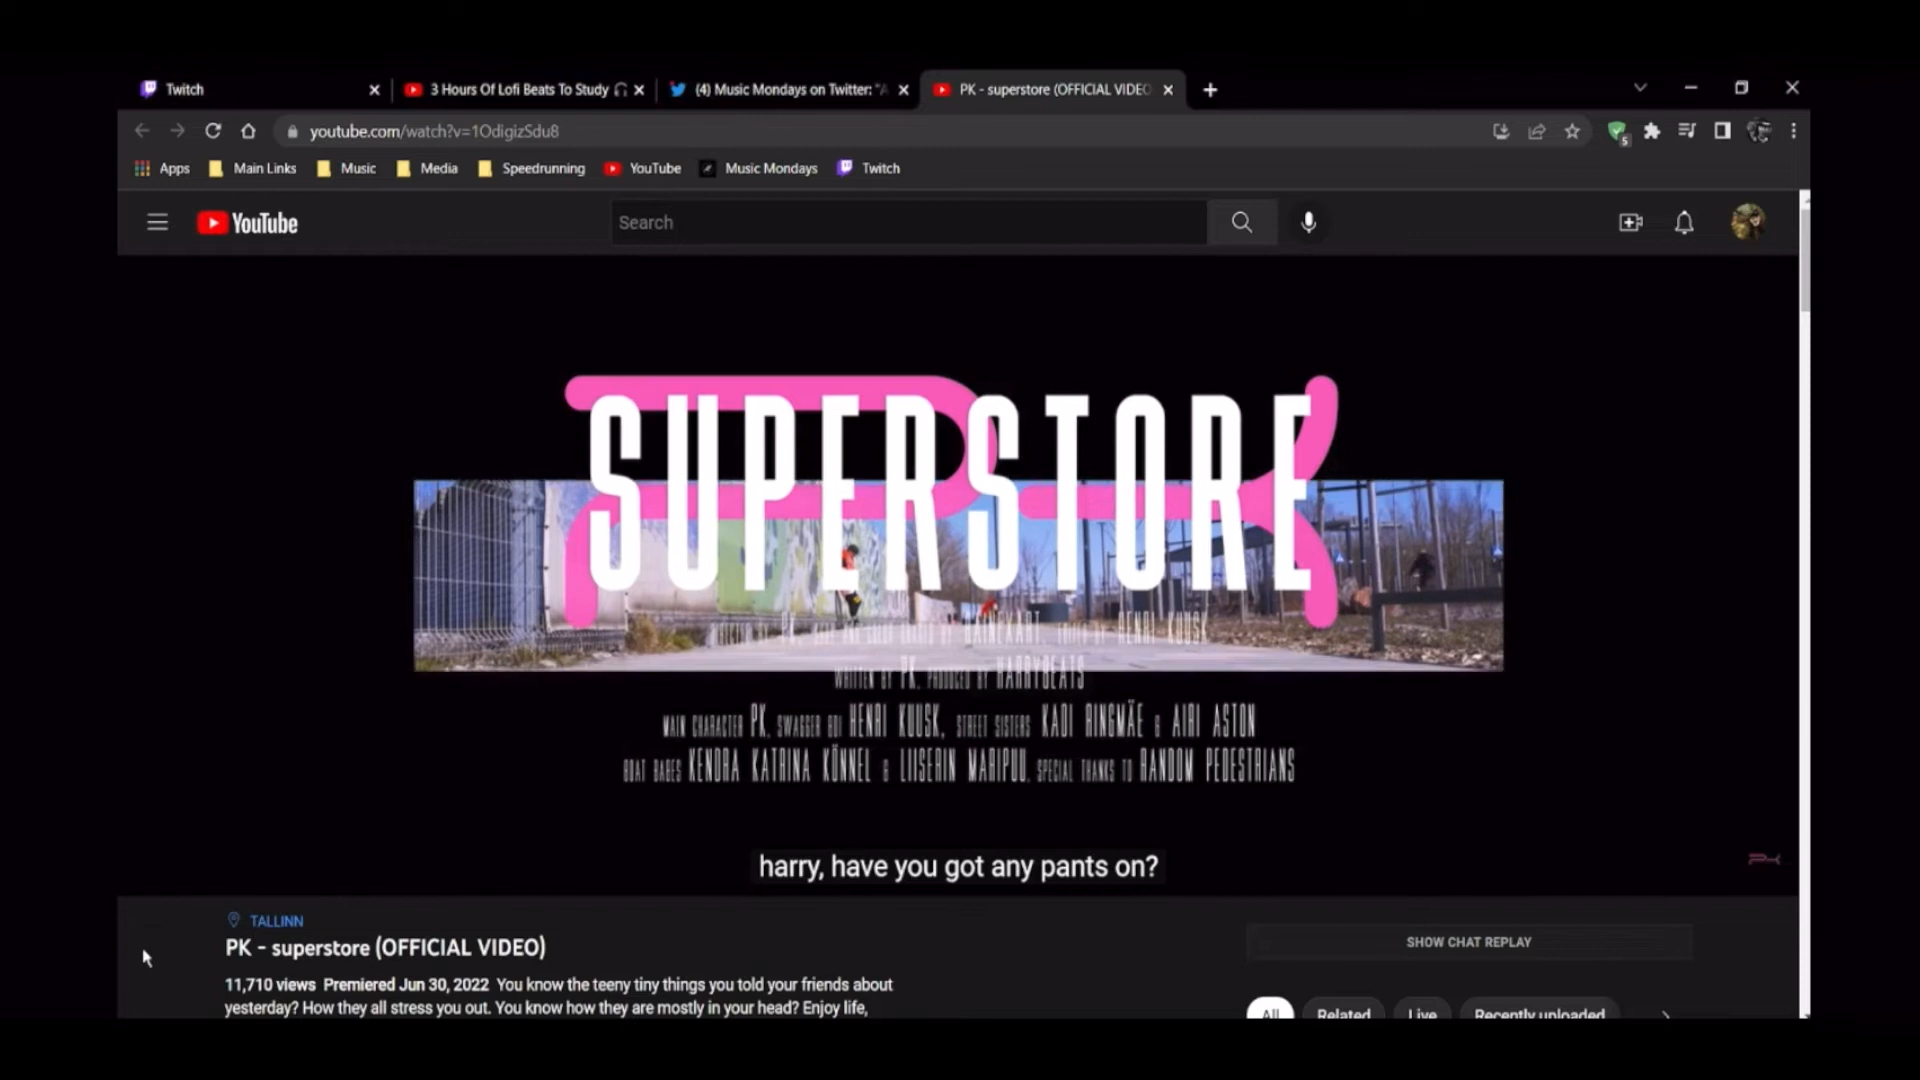 Twitch
3 Hours Of Lofi Beats To Study
(4) Music Mondays on Twitter: "A
PK - superstore (OFFICIAL VIDEO
youtube.com/watch?v=1OdigizSdu8
5
Apps
Main Links
Music
Media
Speedrunning
YouTube
Music Mondays
Twitch
YouTube
Search
SUPERSTORE
HENRI KUUSK
WRITTEN BY PK. PRODUCED BY HARRYBEATS
MAIN CHARACTER PK. SWAGGER BOI HENRI KUUSK, STREET SISTERS KADI RINGMÄE & AIRI ASTON
BOAT BABES KENDRA KATRINA KÖNNEL & LIISERIN MARIPUU. SPECIAL THANKS TO RANDOM PEDESTRIANS
harry, have you got any pants on?
TALLINN
PK - superstore (OFFICIAL VIDEO)
SHOW CHAT REPLAY
11,710 views Premiered Jun 30, 2022 You know the teeny tiny things you told your friends about
yesterday? How they all stress you out. You know how they are mostly in your head? Enjoy life,
All
Related
Live
Recently uploaded